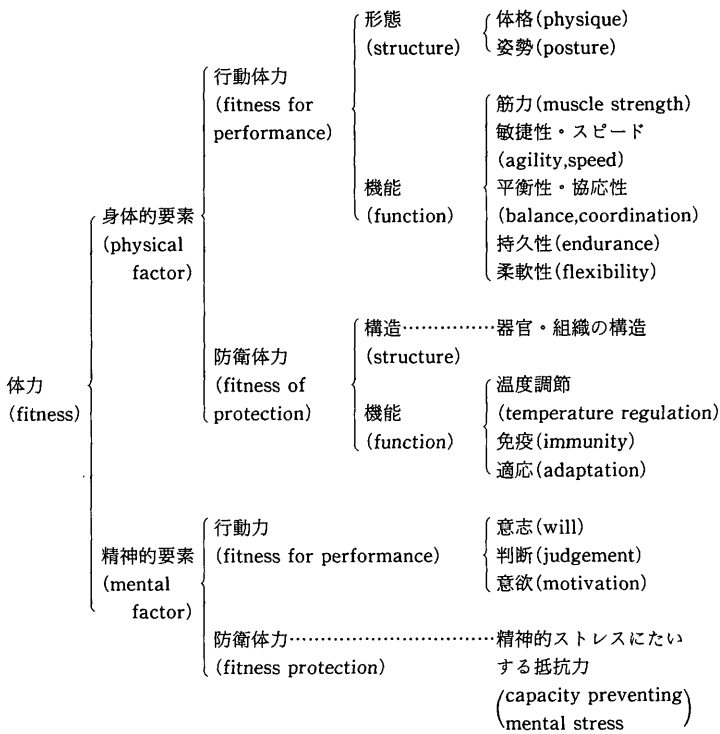 体力
(fitness)
身体的要素
(physical
factor)
行動体力
(fitness for
performance)
形態
(structure)
体格(physique)
姿勢(posture)
機能
(function)
筋力(muscle strength)
敏捷性・スピード
(agility,speed)
平衡性・協応性
(balance,coordination)
持久性(endurance)
柔軟性(flexibility)
防衛体力
(fitness of
protection)
構造……………器官・組織の構造
(structure)
機能
(function)
温度調節
(temperature regulation)
免疫(immunity)
適応(adaptation)
精神的要素
(mental
factor)
行動力
(fitness for performance)
意志(will)
判断(judgement)
意欲(motivation)
防衛体力……………………………精神的ストレスにたい
(fitness protection)
する抵抗力
(capacity preventing
mental stress)